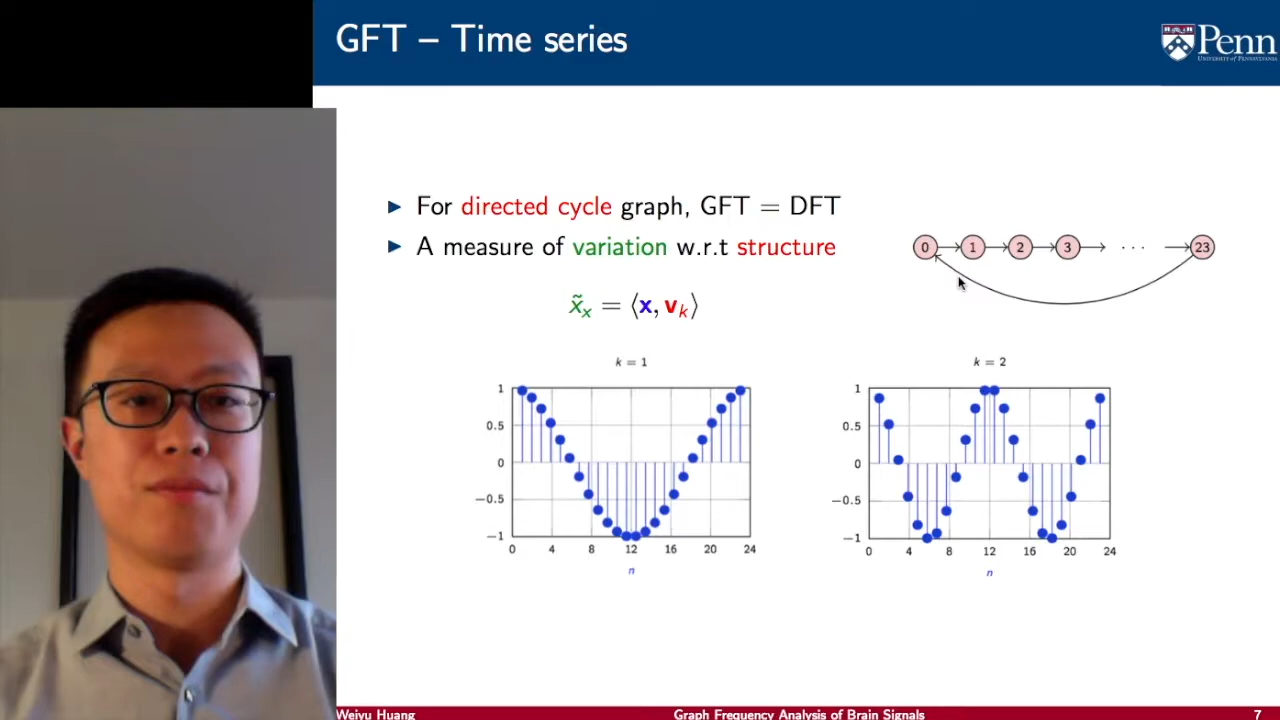 GFT – Time series
Penn
UNIVERSITY of PENNSYLVANIA
► For directed cycle graph, GFT = DFT
► A measure of variation w.r.t structure
0 1 2 3 · · · 23
x̃ₓ = ⟨x, vₖ⟩
k = 1
1
0.5
0
−0.5
−1
0 4 8 12 16 20 24
n
k = 2
1
0.5
0
−0.5
−1
0 4 8 12 16 20 24
n
Weiyu Huang Graph Frequency Analysis of Brain Signals 7